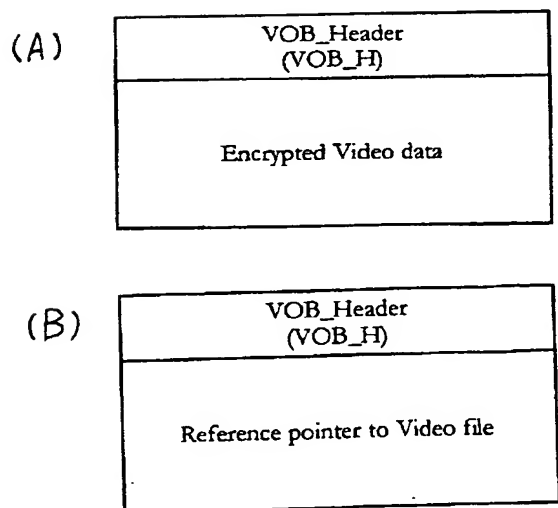 (A)
VOB_Header
(VOB_H)
Encrypted Video data
(B)
VOB_Header
(VOB_H)
Reference pointer to Video file